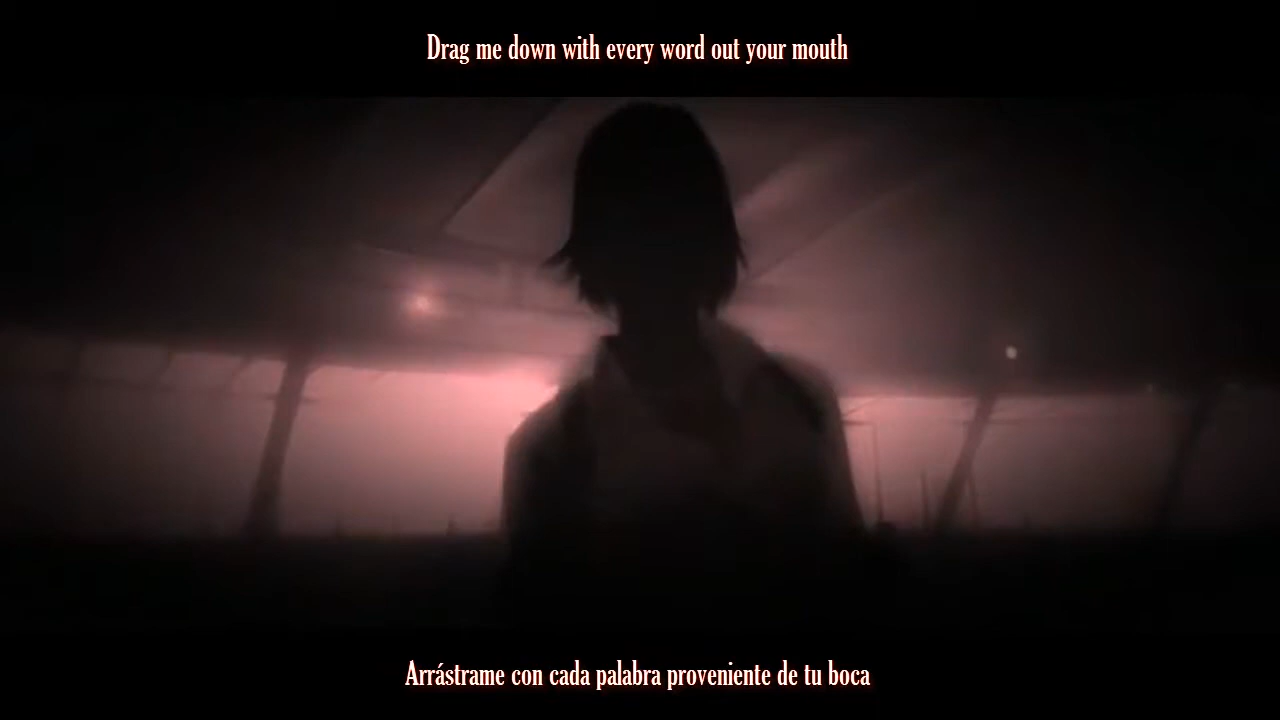 Drag me down with every word out your mouth
Arrástrame con cada palabra proveniente de tu boca